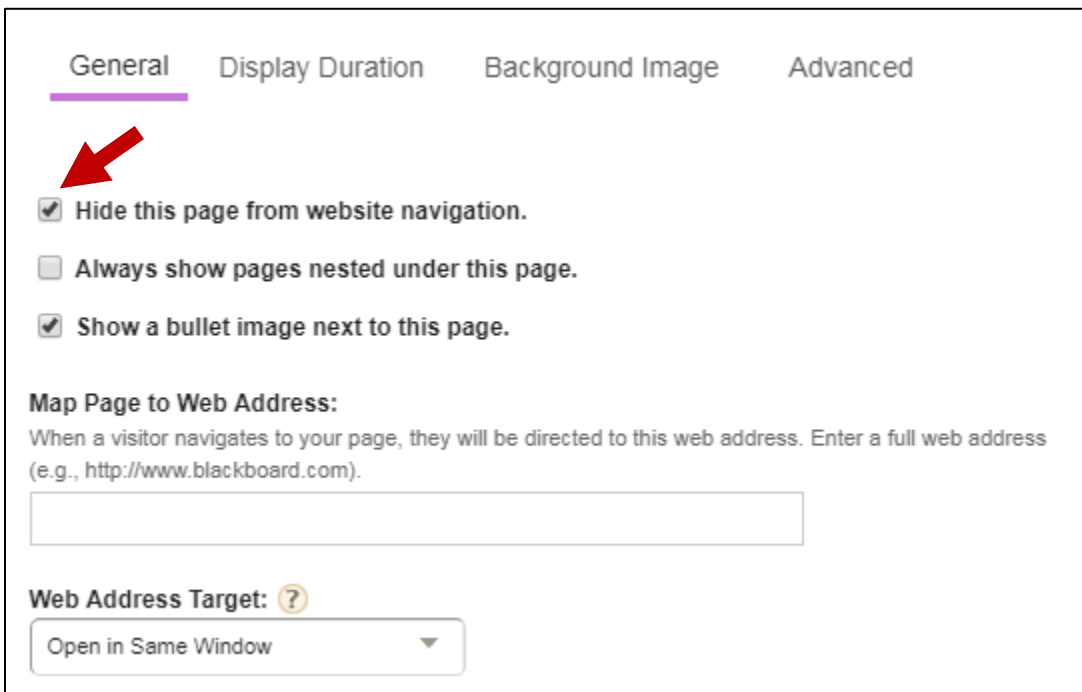 General Display Duration Background Image Advanced
Hide this page from website navigation.
Always show pages nested under this page.
Show a bullet image next to this page.
Map Page to Web Address:
When a visitor navigates to your page, they will be directed to this web address. Enter a full web address
(e.g., http://www.blackboard.com).
Web Address Target: ?
Open in Same Window